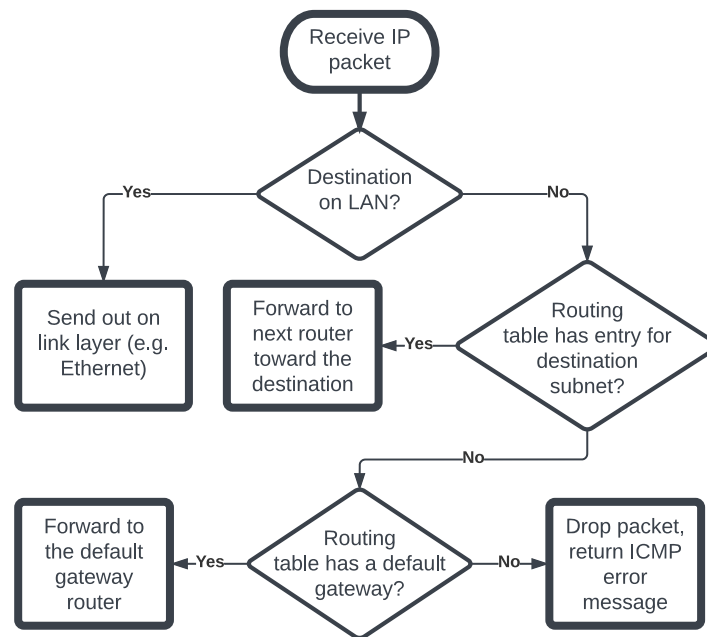 Receive IP
packet
Destination
on LAN?
Yes
No
Send out on
link layer (e.g.
Ethernet)
Forward to
next router
toward the
destination
Yes
Routing
table has entry for
destination
subnet?
No
Forward to
the default
gateway
router
Yes
Routing
table has a default
gateway?
No
Drop packet,
return ICMP
error
message